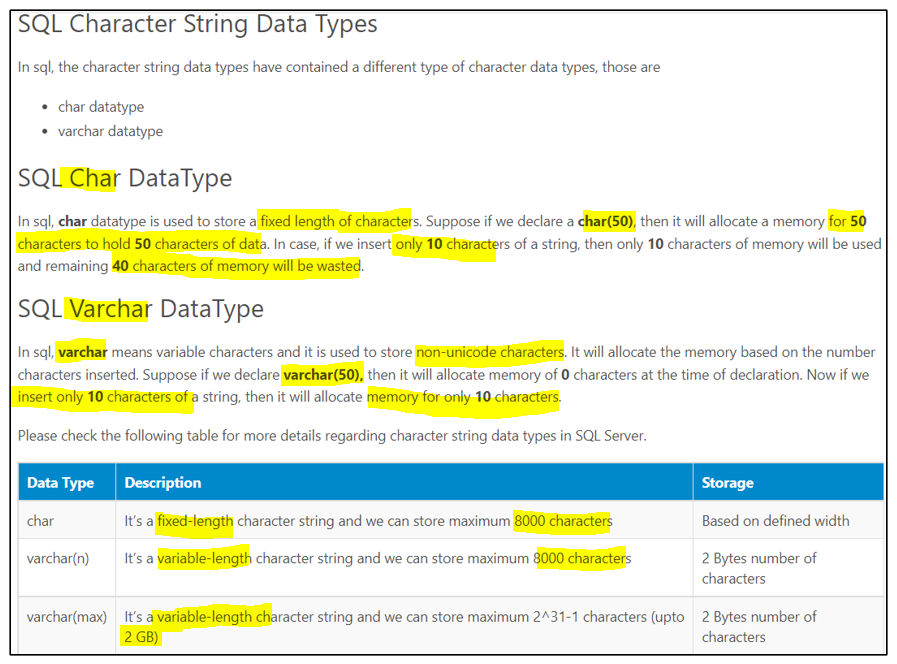 SQL Character String Data Types
In sql, the character string data types have contained a different type of character data types, those are
• char datatype
• varchar datatype
SQL Char DataType
In sql, char datatype is used to store a fixed length of characters. Suppose if we declare a char(50), then it will allocate a memory for 50
characters to hold 50 characters of data. In case, if we insert only 10 characters of a string, then only 10 characters of memory will be used
and remaining 40 characters of memory will be wasted.
SQL Varchar DataType
In sql, varchar means variable characters and it is used to store non-unicode characters. It will allocate the memory based on the number
characters inserted. Suppose if we declare varchar(50), then it will allocate memory of 0 characters at the time of declaration. Now if we
insert only 10 characters of a string, then it will allocate memory for only 10 characters.
Please check the following table for more details regarding character string data types in SQL Server.
Data Type Description Storage
char It's a fixed-length character string and we can store maximum 8000 characters Based on defined width
varchar(n) It's a variable-length character string and we can store maximum 8000 characters 2 Bytes number of
characters
varchar(max) It's a variable-length character string and we can store maximum 2^31-1 characters (upto 2 Bytes number of
2 GB) characters